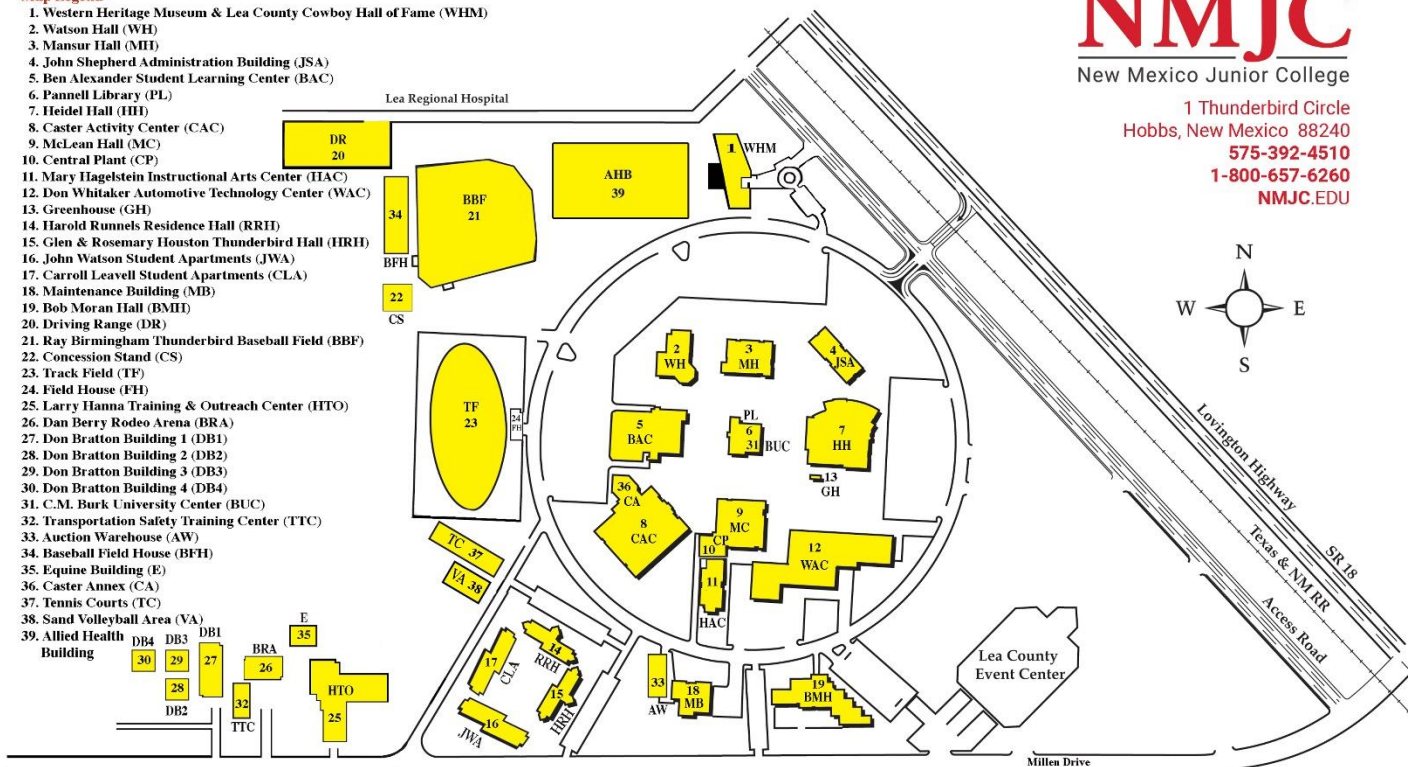 Map Legend
1. Western Heritage Museum & Lea County Cowboy Hall of Fame (WHM)
2. Watson Hall (WH)
3. Mansur Hall (MH)
4. John Shepherd Administration Building (JSA)
5. Ben Alexander Student Learning Center (BAC)
6. Pannell Library (PL)
7. Heidel Hall (HH)
8. Caster Activity Center (CAC)
9. McLean Hall (MC)
10. Central Plant (CP)
11. Mary Hagelstein Instructional Arts Center (HAC)
12. Don Whitaker Automotive Technology Center (WAC)
13. Greenhouse (GH)
14. Harold Runnels Residence Hall (RRH)
15. Glen & Rosemary Houston Thunderbird Hall (HRH)
16. John Watson Student Apartments (JWA)
17. Carroll Leavell Student Apartments (CLA)
18. Maintenance Building (MB)
19. Bob Moran Hall (BMH)
20. Driving Range (DR)
21. Ray Birmingham Thunderbird Baseball Field (BBF)
22. Concession Stand (CS)
23. Track Field (TF)
24. Field House (FH)
25. Larry Hanna Training & Outreach Center (HTO)
26. Dan Berry Rodeo Arena (BRA)
27. Don Bratton Building 1 (DB1)
28. Don Bratton Building 2 (DB2)
29. Don Bratton Building 3 (DB3)
30. Don Bratton Building 4 (DB4)
31. C.M. Burk University Center (BUC)
32. Transportation Safety Training Center (TTC)
33. Auction Warehouse (AW)
34. Baseball Field House (BFH)
35. Equine Building (E)
36. Caster Annex (CA)
37. Tennis Courts (TC)
38. Sand Volleyball Area (VA)
39. Allied Health
Building
NMJC
New Mexico Junior College
1 Thunderbird Circle
Hobbs, New Mexico 88240
575-392-4510
1-800-657-6260
NMJC.EDU
N
W E
S
Lea Regional Hospital
DR
20
BBF
21
34
BFH
22
CS
AHB
39
1 WHM
TF
23
24
FH
2
WH
3
MH
4
JSA
5
BAC
PL
6
31 BUC
7
HH
13
GH
36
CA
8
CAC
9
MC
CP
10
11
HAC
12
WAC
TC 37
VA 38
17
CLA
14
RRH
15
HRH
16
JWA
33
AW
18
MB
19
BMH
Lea County
Event Center
Lovington Highway
SR 18
Texas & NM RR
Access Road
Millen Drive
E
35
DB4
30
DB3
29
28
DB2
DB1
27
BRA
26
32
TTC
HTO
25